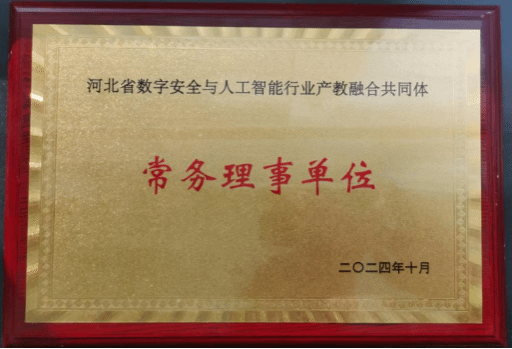 河北省数字安全与人工智能行业产教融合共同体
常务理事单位
二〇二四年十月